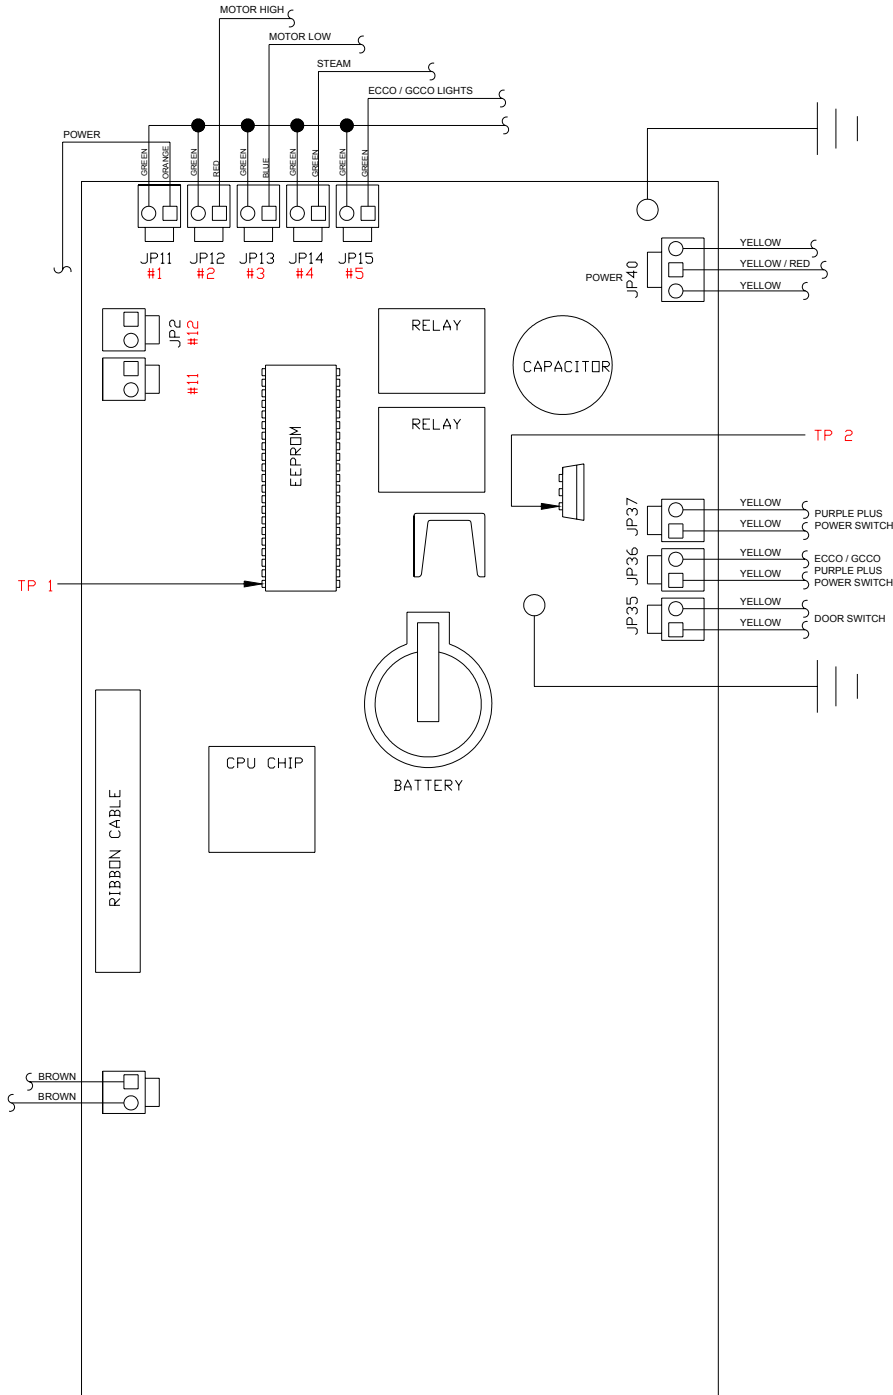 MOTOR HIGH
MOTOR LOW
STEAM
ECCO / GCCO LIGHTS
POWER
GREEN
ORANGE
GREEN
RED
GREEN
BLUE
GREEN
GREEN
GREEN
GREEN
JP11
JP12
JP13
JP14
JP15
#1
#2
#3
#4
#5
YELLOW
YELLOW / RED
YELLOW
POWER
JP40
JP2
#12
#11
RELAY
CAPACITOR
RELAY
EEPROM
TP 2
JP37
YELLOW
YELLOW
PURPLE PLUS
POWER SWITCH
JP36
YELLOW
YELLOW
ECCO / GCCO
PURPLE PLUS
POWER SWITCH
JP35
YELLOW
YELLOW
DOOR SWITCH
TP 1
CPU CHIP
BATTERY
RIBBON CABLE
BROWN
BROWN